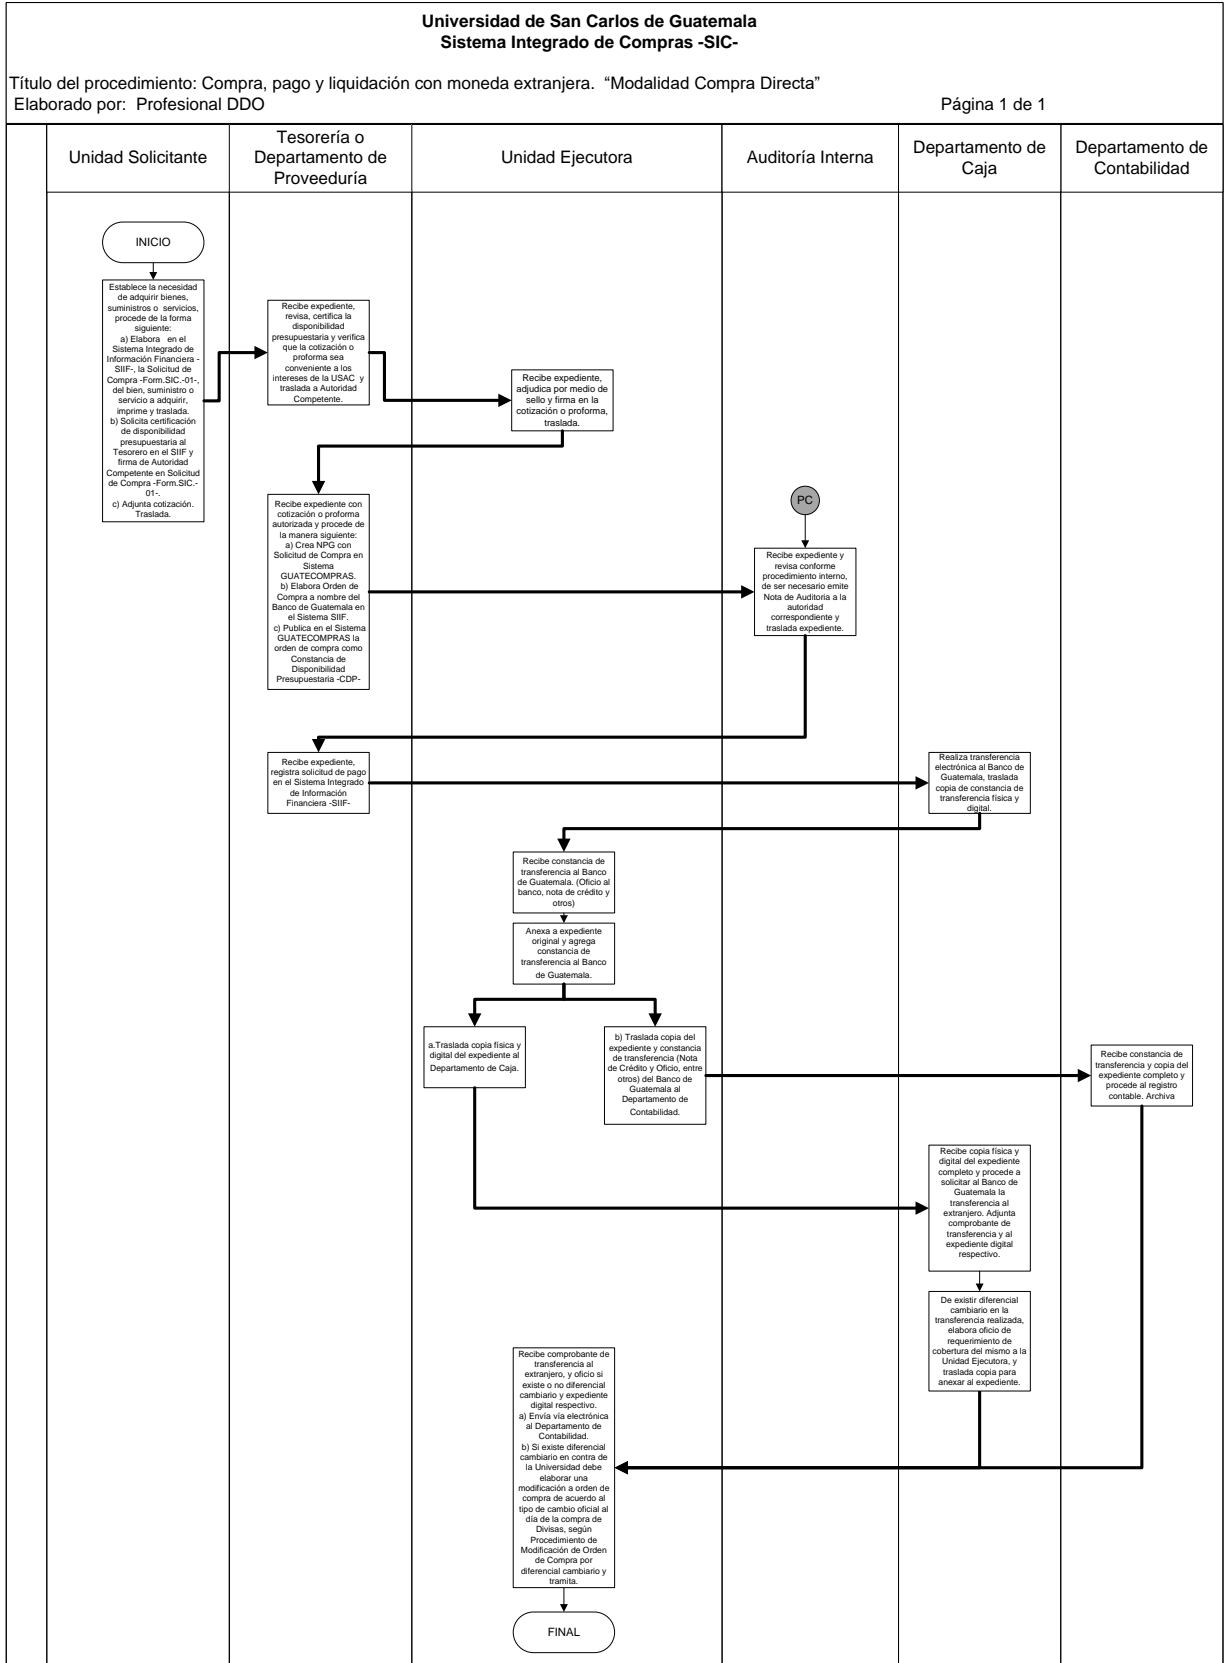 Universidad de San Carlos de Guatemala
Sistema Integrado de Compras -SIC-
Título del procedimiento: Compra, pago y liquidación con moneda extranjera.  “Modalidad Compra Directa”
Elaborado por:  Profesional DDO
Página 1 de 1
Unidad Solicitante
Tesorería o
Departamento de
Proveeduría
Unidad Ejecutora
Auditoría Interna
Departamento de
Caja
Departamento de
Contabilidad
INICIO
Establece la necesidad
de adquirir bienes,
suministros o  servicios,
procede de la forma
siguiente:
a) Elabora   en el
Sistema Integrado de
Información Financiera -
SIIF-, la Solicitud de
Compra -Form.SIC.-01-,
del bien, suministro o
servicio a adquirir,
imprime y traslada.
b) Solicita certificación
de disponibilidad
presupuestaria al
Tesorero en el SIIF y
firma de Autoridad
Competente en Solicitud
de Compra -Form.SIC.-
01-.
c) Adjunta cotización.
Traslada.
Recibe expediente,
revisa, certifica la
disponibilidad
presupuestaria y verifica
que la cotización o
proforma sea
conveniente a los
intereses de la USAC  y
traslada a Autoridad
Competente.
Recibe expediente,
adjudica por medio de
sello y firma en la
cotización o proforma,
traslada.
Recibe expediente con
cotización o proforma
autorizada y procede de
la manera siguiente:
a) Crea NPG con
Solicitud de Compra en
Sistema
GUATECOMPRAS.
b) Elabora Orden de
Compra a nombre del
Banco de Guatemala en
el Sistema SIIF.
c) Publica en el Sistema
GUATECOMPRAS la
orden de compra como
Constancia de
Disponibilidad
Presupuestaria -CDP-
PC
Recibe expediente y
revisa conforme
procedimiento interno,
de ser necesario emite
Nota de Auditoria a la
autoridad
correspondiente y
traslada expediente.
Recibe expediente,
registra solicitud de pago
en el Sistema Integrado
de Información
Financiera -SIIF-
Realiza transferencia
electrónica al Banco de
Guatemala, traslada
copia de constancia de
transferencia física y
digital.
Recibe constancia de
transferencia al Banco
de Guatemala. (Oficio al
banco, nota de crédito y
otros)
Anexa a expediente
original y agrega
constancia de
transferencia al Banco
de Guatemala.
a.Traslada copia física y
digital del expediente al
Departamento de Caja.
b) Traslada copia del
expediente y constancia
de transferencia (Nota
de Crédito y Oficio, entre
otros) del Banco de
Guatemala al
Departamento de
Contabilidad.
Recibe constancia de
transferencia y copia del
expediente completo y
procede al registro
contable. Archiva
Recibe copia física y
digital del expediente
completo y procede a
solicitar al Banco de
Guatemala la
transferencia al
extranjero. Adjunta
comprobante de
transferencia y al
expediente digital
respectivo.
De existir diferencial
cambiario en la
transferencia realizada,
elabora oficio de
requerimiento de
cobertura del mismo a la
Unidad Ejecutora, y
traslada copia para
anexar al expediente.
Recibe comprobante de
transferencia al
extranjero, y oficio si
existe o no diferencial
cambiario y expediente
digital respectivo.
a) Envía vía electrónica
al Departamento de
Contabilidad.
b) Si existe diferencial
cambiario en contra de
la Universidad debe
elaborar una
modificación a orden de
compra de acuerdo al
tipo de cambio oficial al
día de la compra de
Divisas, según
Procedimiento de
Modificación de Orden
de Compra por
diferencial cambiario y
tramita.
FINAL